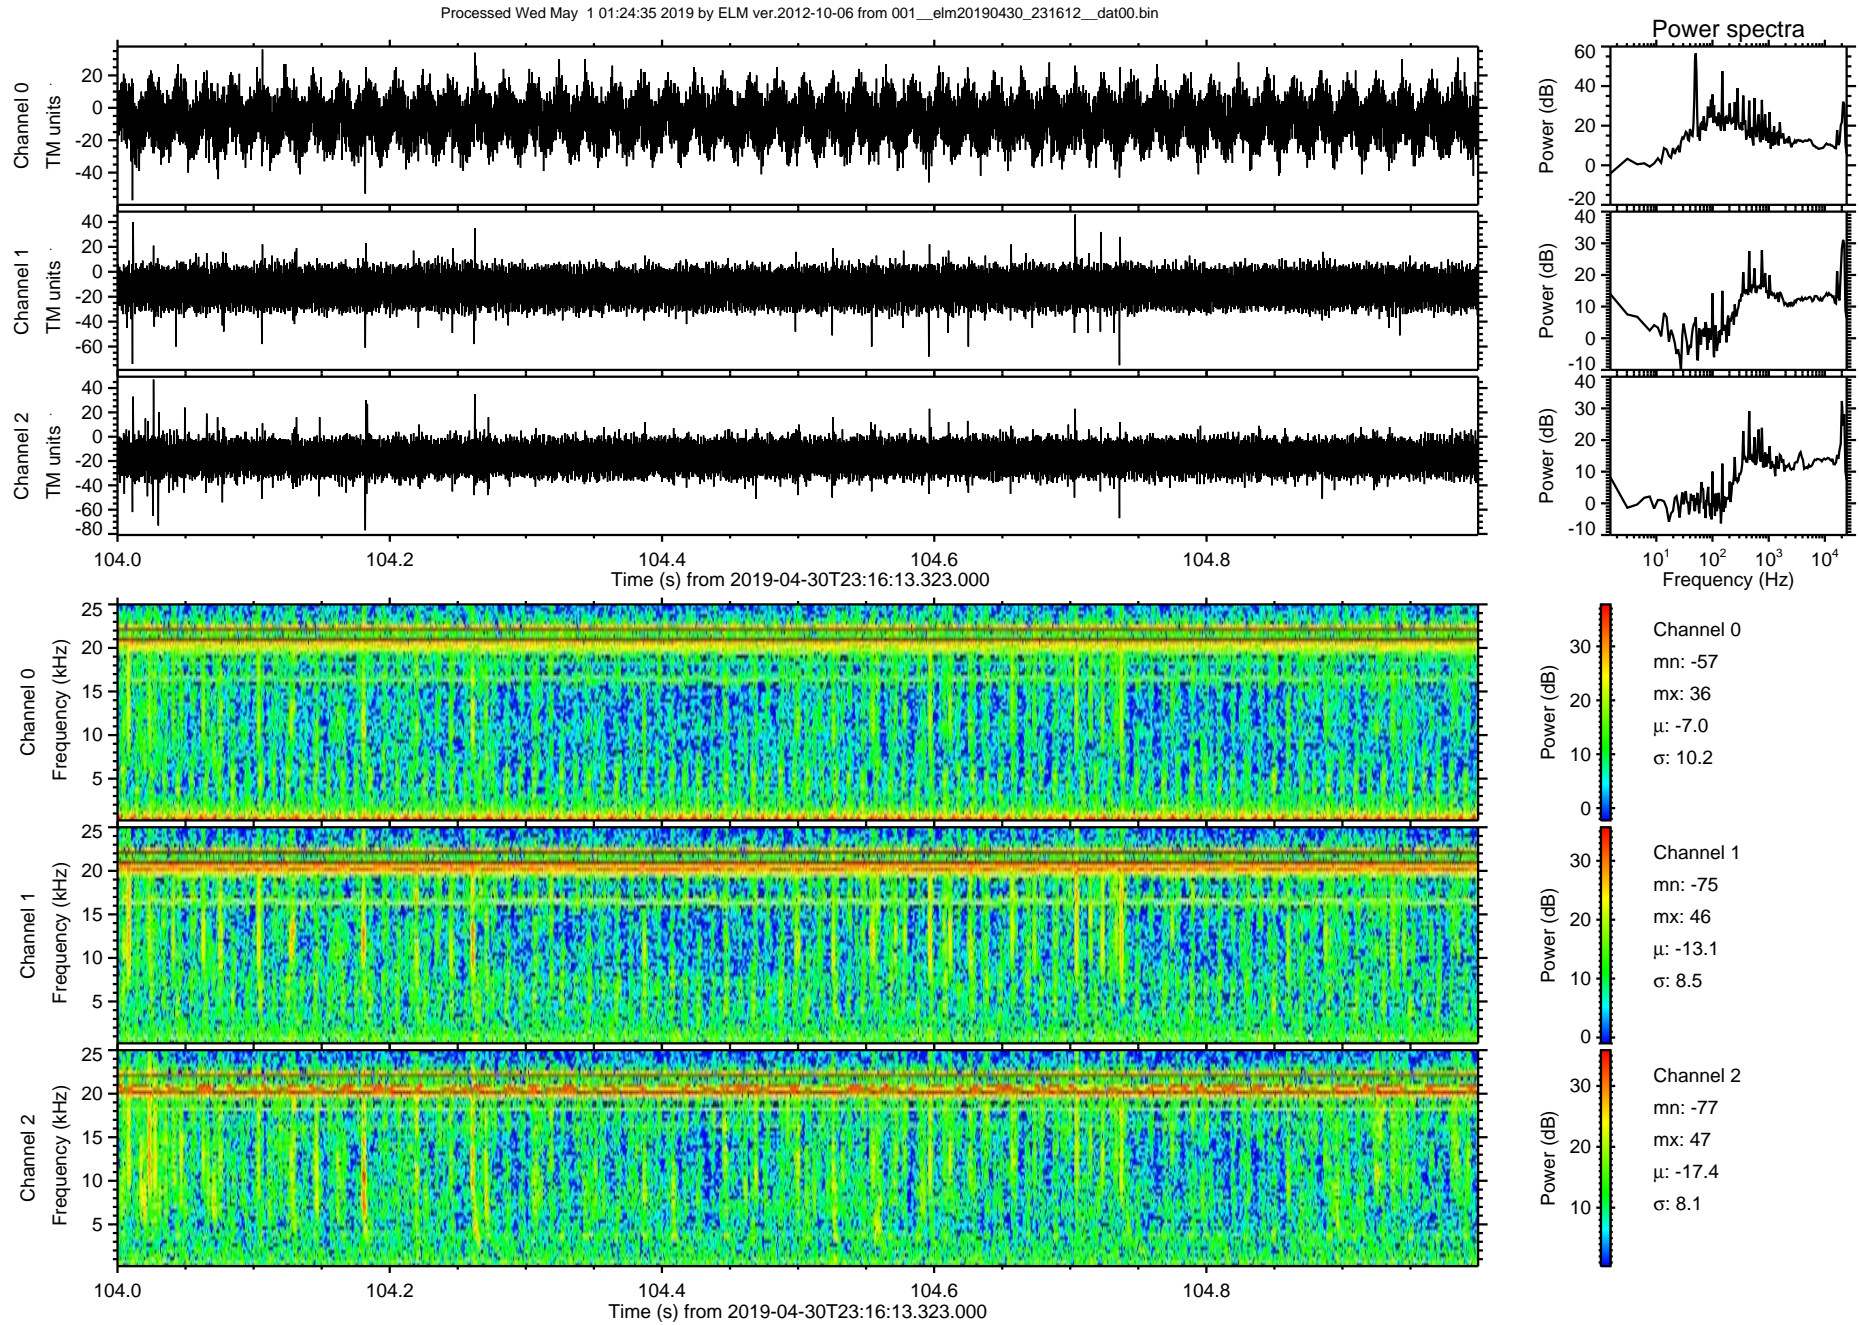 Processed Wed May  1 01:24:35 2019 by ELM ver.2012-10-06 from 001__elm20190430_231612__dat00.bin
Power spectra
Channel 0
TM units
20
0
-20
-40
Power (dB)
60
40
20
0
-20
Channel 1
TM units
40
20
0
-20
-40
-60
Power (dB)
40
30
20
10
0
-10
Channel 2
TM units
40
20
0
-20
-40
-60
-80
Power (dB)
40
30
20
10
0
-10
104.0 104.2 104.4 104.6 104.8
Time (s) from 2019-04-30T23:16:13.323.000
10¹ 10² 10³ 10⁴
Frequency (Hz)
Channel 0
Frequency (kHz)
25
20
15
10
5
Power (dB)
30
20
10
0
Channel 0
mn: -57
mx: 36
µ: -7.0
σ: 10.2
Channel 1
Frequency (kHz)
25
20
15
10
5
Power (dB)
30
20
10
0
Channel 1
mn: -75
mx: 46
µ: -13.1
σ: 8.5
Channel 2
Frequency (kHz)
25
20
15
10
5
Power (dB)
30
20
10
Channel 2
mn: -77
mx: 47
µ: -17.4
σ: 8.1
104.0 104.2 104.4 104.6 104.8
Time (s) from 2019-04-30T23:16:13.323.000